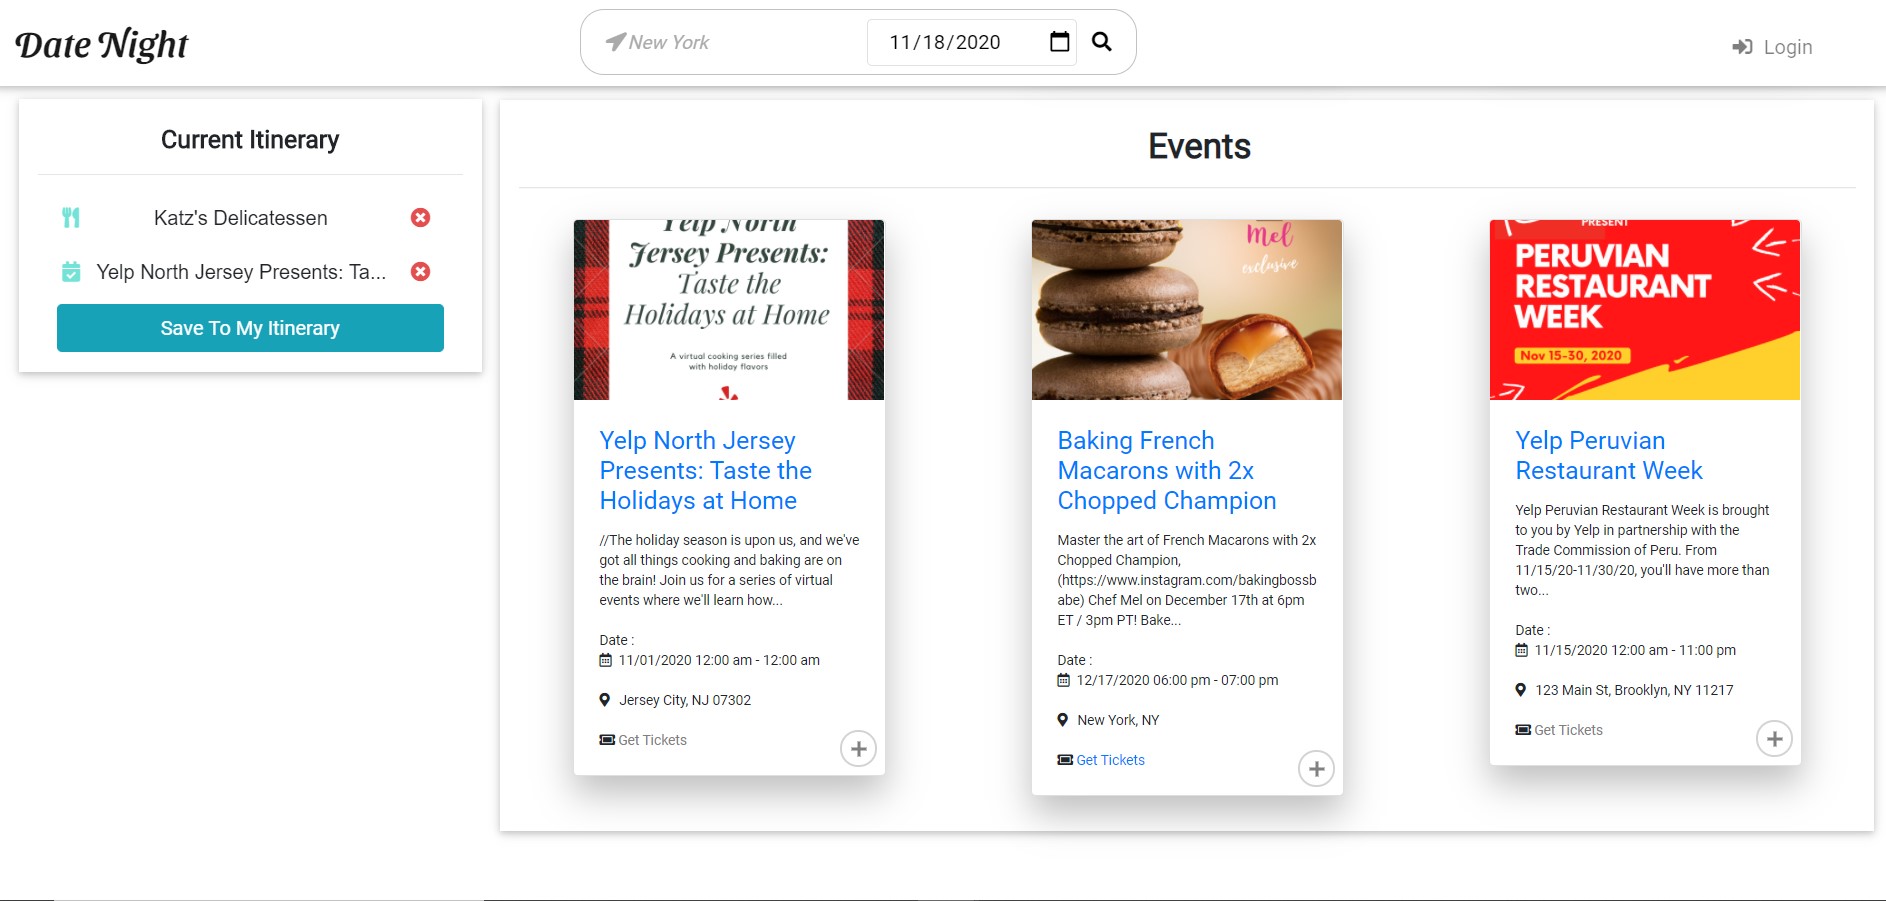 Date Night
New York
11/18/2020
Login
Current Itinerary
Katz's Delicatessen
Yelp North Jersey Presents: Ta...
Save To My Itinerary
Events
Yelp North
Jersey Presents:
Taste the
Holidays at Home
A virtual cooking series filled
with holiday flavors
Yelp North Jersey
Presents: Taste the
Holidays at Home
//The holiday season is upon us, and we've
got all things cooking and baking are on
the brain! Join us for a series of virtual
events where we'll learn how...
Date :
11/01/2020 12:00 am - 12:00 am
Jersey City, NJ 07302
Get Tickets
Mel
exclusive
Baking French
Macarons with 2x
Chopped Champion
Master the art of French Macarons with 2x
Chopped Champion,
(https://www.instagram.com/bakingbossb
abe) Chef Mel on December 17th at 6pm
ET / 3pm PT! Bake...
Date :
12/17/2020 06:00 pm - 07:00 pm
New York, NY
Get Tickets
PRESENT
PERUVIAN
RESTAURANT
WEEK
Nov 15-30, 2020
Yelp Peruvian
Restaurant Week
Yelp Peruvian Restaurant Week is brought
to you by Yelp in partnership with the
Trade Commission of Peru. From
11/15/20-11/30/20, you'll have more than
two...
Date :
11/15/2020 12:00 am - 11:00 pm
123 Main St, Brooklyn, NY 11217
Get Tickets